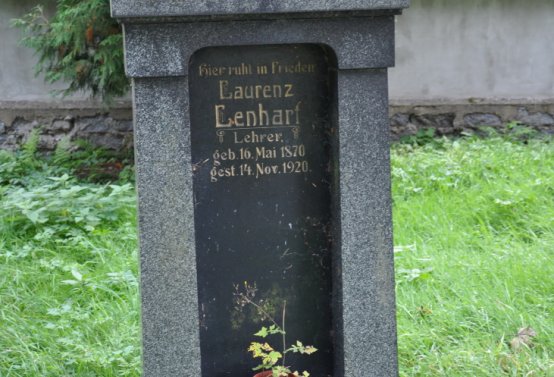 Hier ruht in Frieden
Laurenz
Lenhart
Lehrer.
geb. 16. Mai 1870
gest. 14. Nov. 1920.